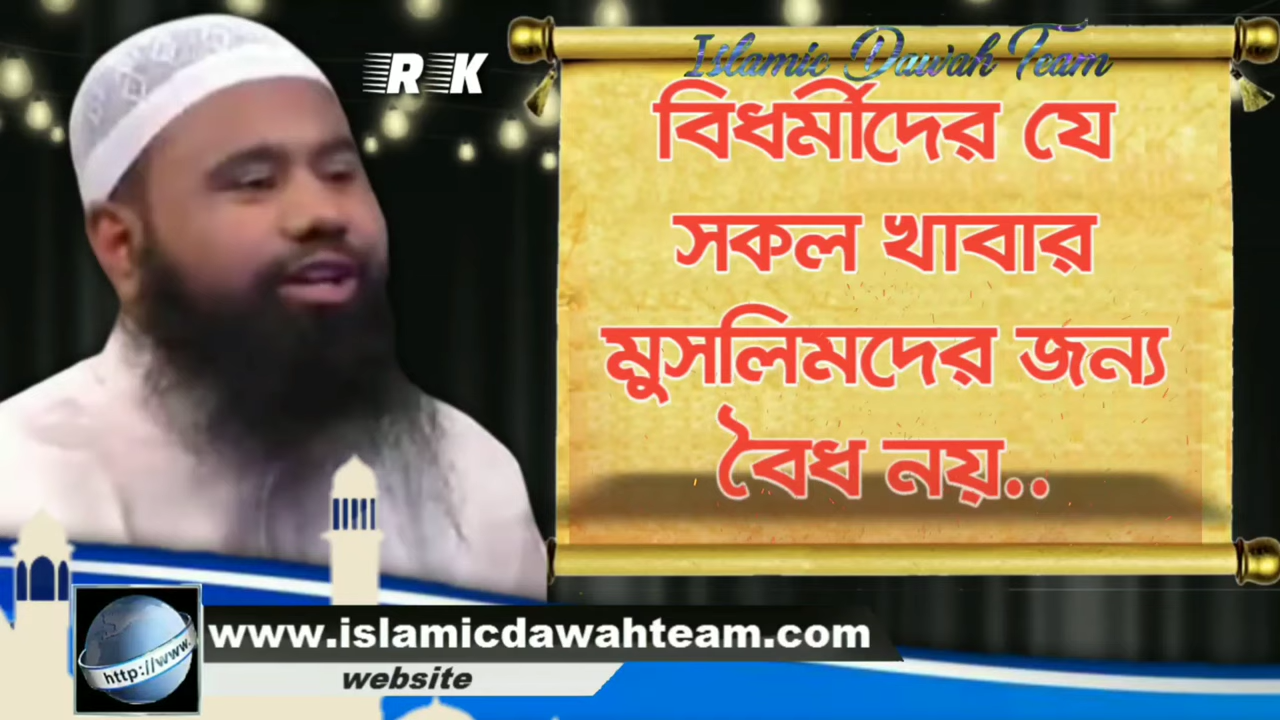 RK
Islamic Dawah Team
বিধর্মীদের যে
সকল খাবার
মুসলিমদের জন্য
বৈধ নয়..
http://www.
www.islamicdawahteam.com
website